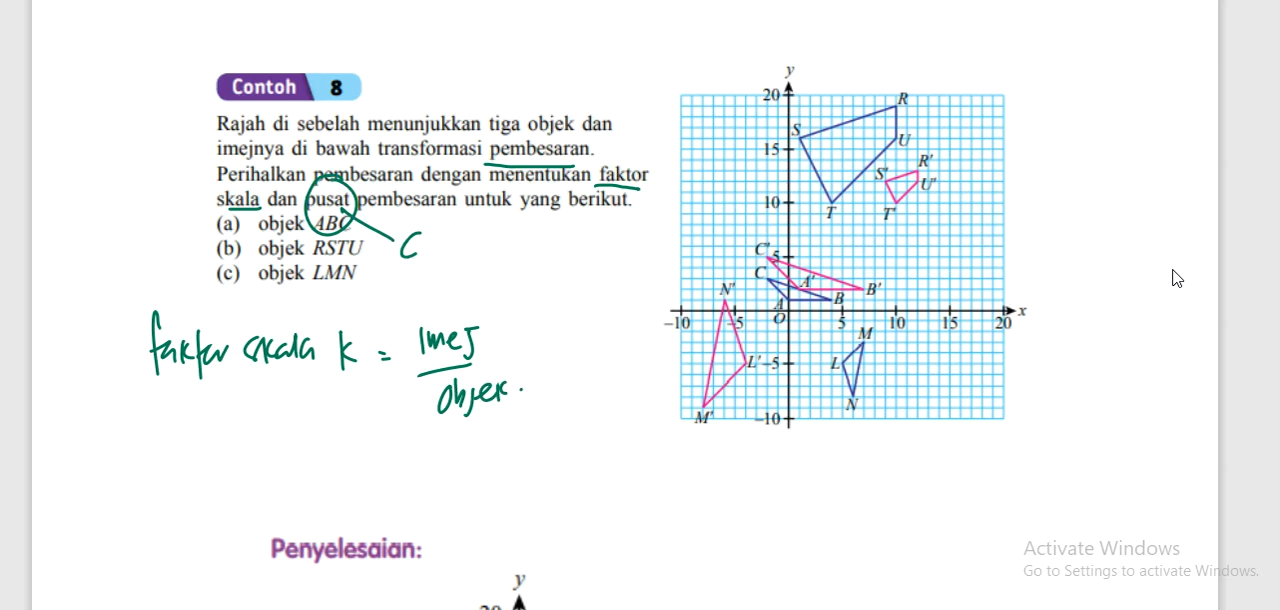 Contoh 8
Rajah di sebelah menunjukkan tiga objek dan
imejnya di bawah transformasi pembesaran.
Perihalkan pembesaran dengan menentukan faktor
skala dan pusat pembesaran untuk yang berikut.
(a) objek ABC
(b) objek RSTU
(c) objek LMN
C
faktor skala k = Imej
objek.
y
20
R
S
15
U
R'
S'
U'
10
T
T'
C'
5
C
A'
B'
N'
A
B
-10
-5
O
5
10
15
20
x
M
L'
-5
L
N
M'
-10
Penyelesaian:
y
20
Activate Windows
Go to Settings to activate Windows.